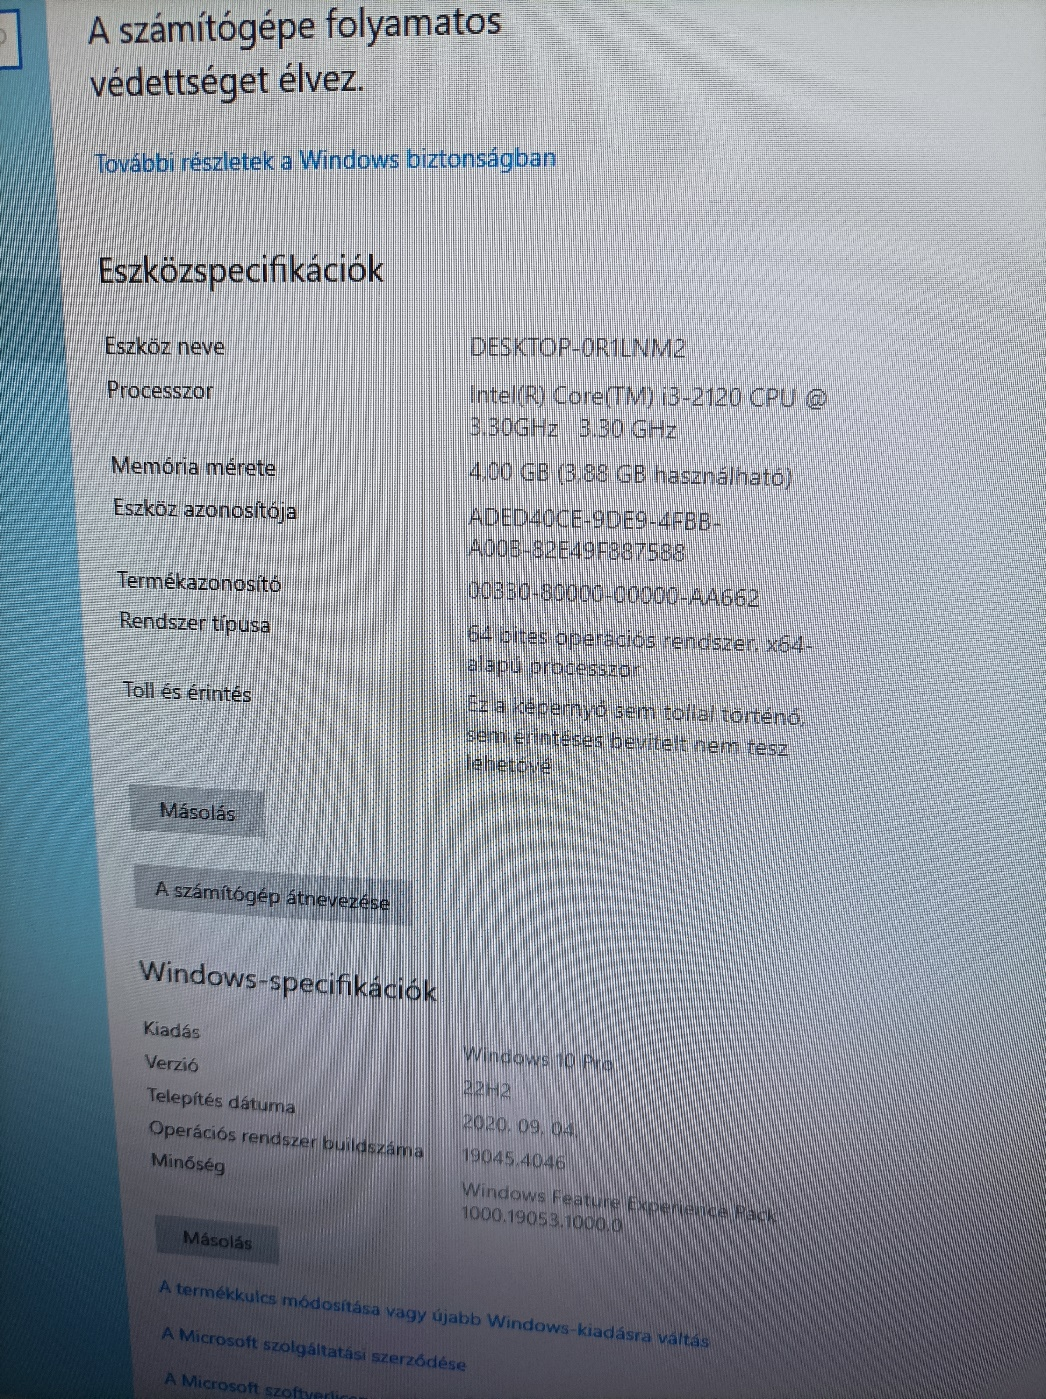 A számítógépe folyamatos
védettséget élvez.
További részletek a Windows biztonságban
Eszközspecifikációk
Eszköz neve DESKTOP-0R1LNM2
Processzor Intel(R) Core(TM) i3-2120 CPU @
3.30GHz 3.30 GHz
Memória mérete 4,00 GB (3,88 GB használható)
Eszköz azonosítója ADED40CE-9DE9-4FBB-
A00B-82E49F887588
Termékazonosító 00330-80000-00000-AA662
Rendszer típusa 64 bites operációs rendszer, x64-
alapú processzor
Toll és érintés Ez a képernyő sem tollal történő,
sem érintéses bevitelt nem tesz
lehetővé
Másolás
A számítógép átnevezése
Windows-specifikációk
Kiadás Windows 10 Pro
Verzió 22H2
Telepítés dátuma 2020. 09. 04.
Operációs rendszer buildszáma 19045.4046
Minőség Windows Feature Experience Pack
1000.19053.1000.0
Másolás
A termékkulcs módosítása vagy újabb Windows-kiadásra váltás
A Microsoft szolgáltatási szerződése
A Microsoft